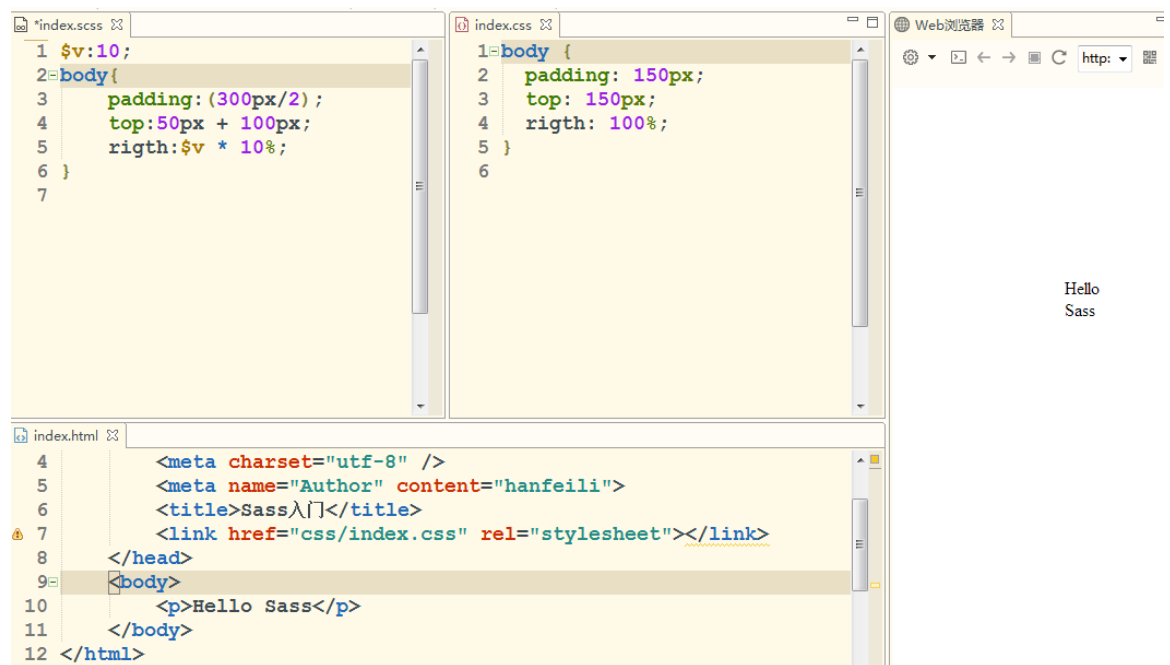 *index.scss
1 $v:10;
2 body{
3 padding:(300px/2);
4 top:50px + 100px;
5 rigth:$v * 10%;
6 }
7
index.css
1 body {
2 padding: 150px;
3 top: 150px;
4 rigth: 100%;
5 }
6
Web浏览器
http:
Hello
Sass
index.html
4 <meta charset="utf-8" />
5 <meta name="Author" content="hanfeili">
6 <title>Sass入门</title>
7 <link href="css/index.css" rel="stylesheet"></link>
8 </head>
9 <body>
10 <p>Hello Sass</p>
11 </body>
12 </html>